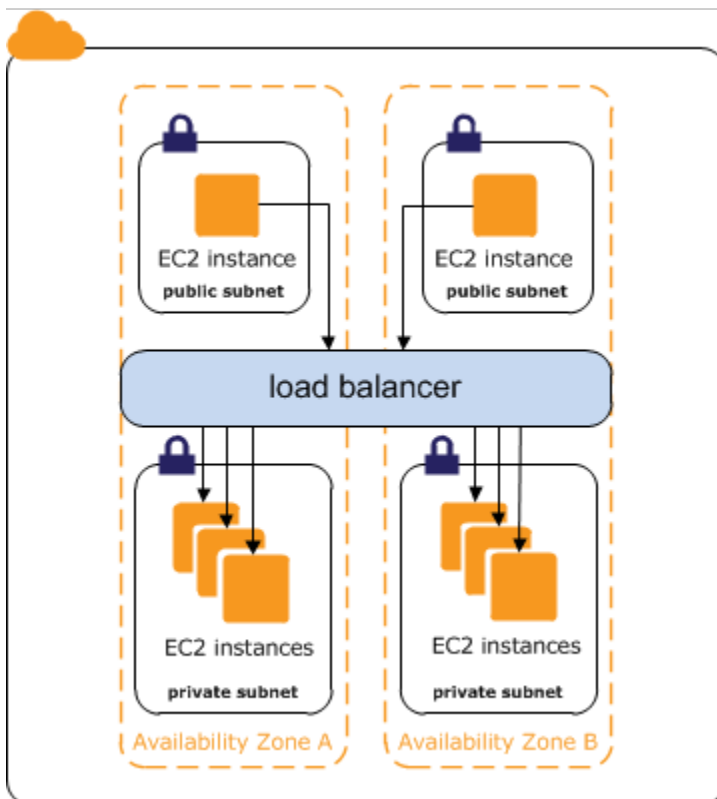 EC2 instance
public subnet
EC2 instance
public subnet
load balancer
EC2 instances
private subnet
EC2 instances
private subnet
Availability Zone A
Availability Zone B